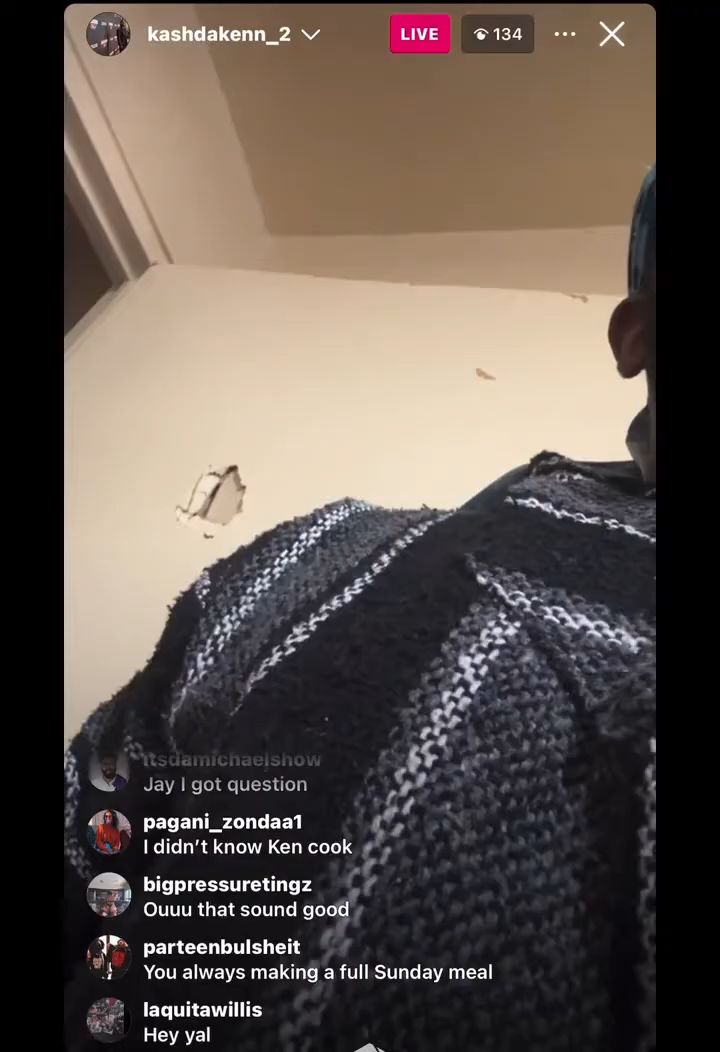 kashdakenn_2
LIVE
134
itsdamichaelshow
Jay I got question
pagani_zondaa1
I didn’t know Ken cook
bigpressuretingz
Ouuu that sound good
parteenbulsheit
You always making a full Sunday meal
laquitawillis
Hey yal